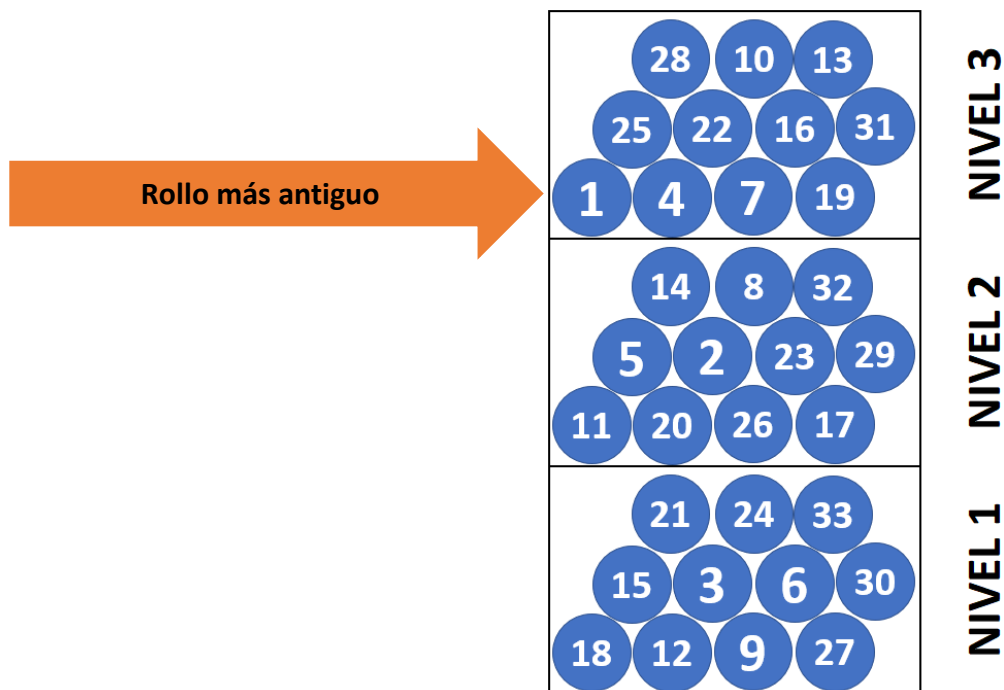 28 10 13
25 22 16 31
Rollo más antiguo
1 4 7 19
NIVEL 3
14 8 32
5 2 23 29
11 20 26 17
NIVEL 2
21 24 33
15 3 6 30
18 12 9 27
NIVEL 1